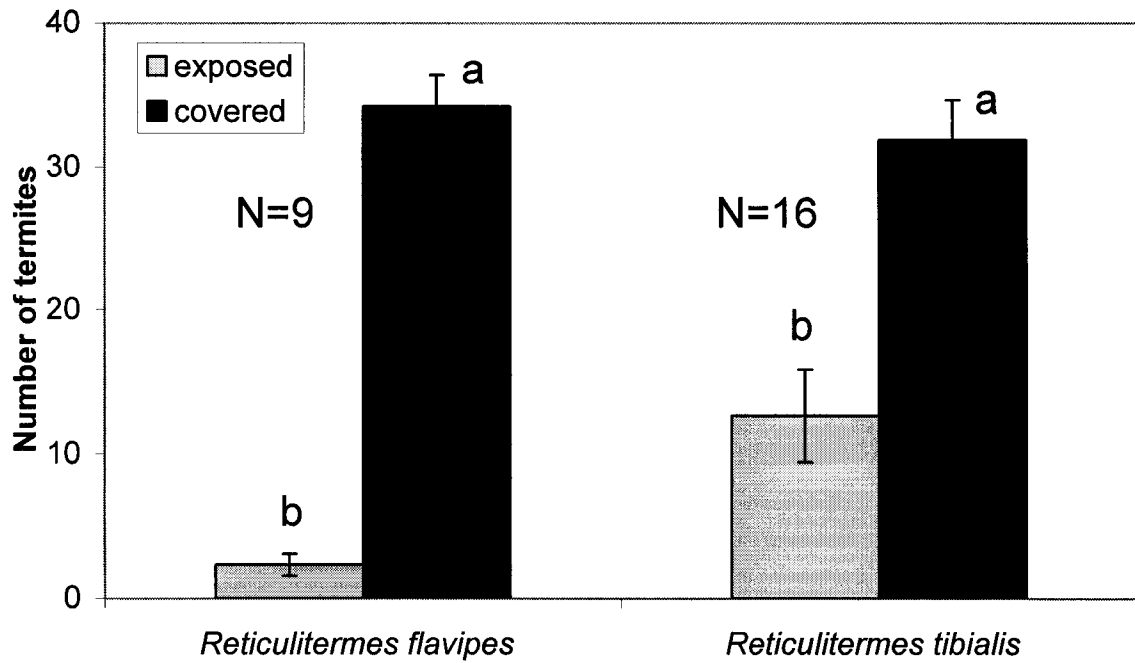 40
exposed
covered
a
a
30
N=9
N=16
Number of termites
20
b
10
b
0
Reticulitermes flavipes
Reticulitermes tibialis